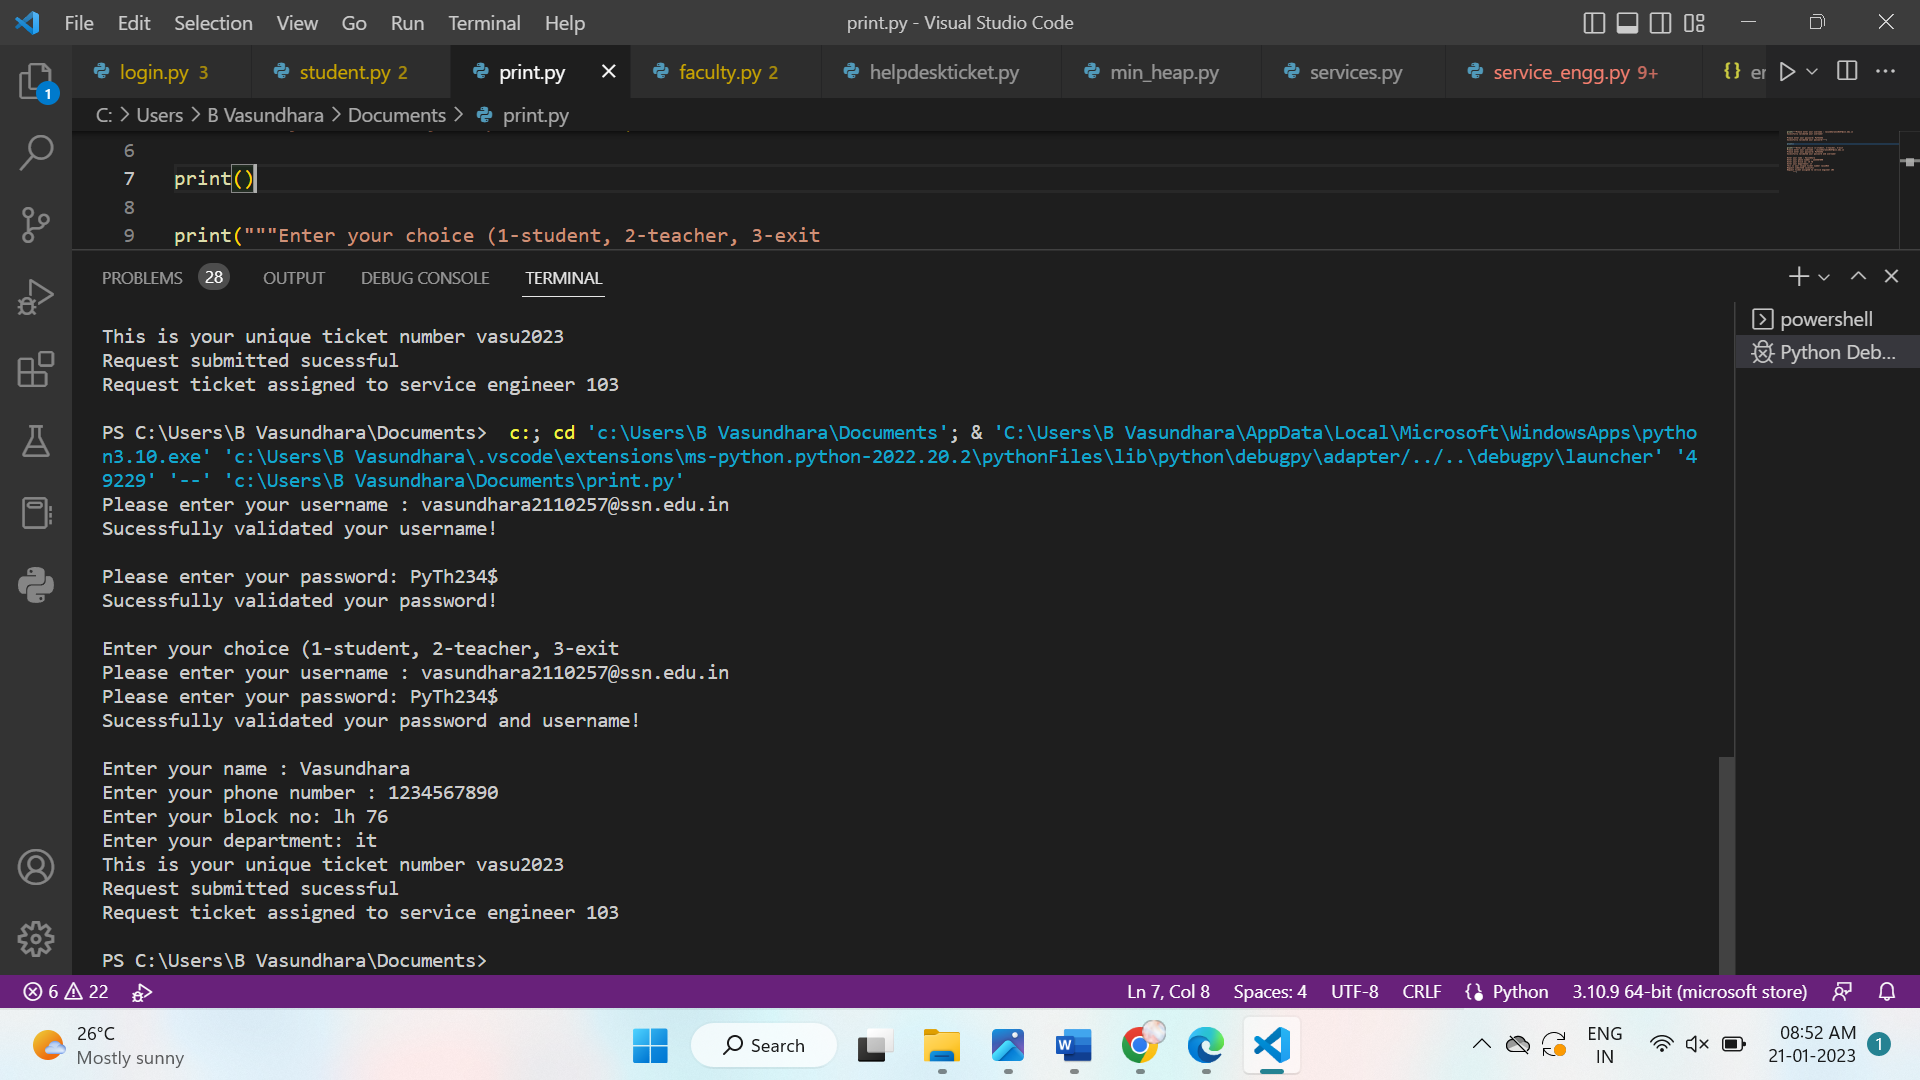 File Edit Selection View Go Run Terminal Help print.py - Visual Studio Code
login.py 3 student.py 2 print.py faculty.py 2 helpdeskticket.py min_heap.py services.py service_engg.py 9+ {} er
1
C: > Users > B Vasundhara > Documents > print.py
6
7 print()
8
9 print("""Enter your choice (1-student, 2-teacher, 3-exit
PROBLEMS 28 OUTPUT DEBUG CONSOLE TERMINAL
powershell
Python Deb...
This is your unique ticket number vasu2023
Request submitted sucessful
Request ticket assigned to service engineer 103
PS C:\Users\B Vasundhara\Documents>  c:; cd 'c:\Users\B Vasundhara\Documents'; & 'C:\Users\B Vasundhara\AppData\Local\Microsoft\WindowsApps\pytho
n3.10.exe' 'c:\Users\B Vasundhara\.vscode\extensions\ms-python.python-2022.20.2\pythonFiles\lib\python\debugpy\adapter/../..\debugpy\launcher' '4
9229' '--' 'c:\Users\B Vasundhara\Documents\print.py'
Please enter your username : vasundhara2110257@ssn.edu.in
Sucessfully validated your username!
Please enter your password: PyTh234$
Sucessfully validated your password!
Enter your choice (1-student, 2-teacher, 3-exit
Please enter your username : vasundhara2110257@ssn.edu.in
Please enter your password: PyTh234$
Sucessfully validated your password and username!
Enter your name : Vasundhara
Enter your phone number : 1234567890
Enter your block no: lh 76
Enter your department: it
This is your unique ticket number vasu2023
Request submitted sucessful
Request ticket assigned to service engineer 103
PS C:\Users\B Vasundhara\Documents>
6 22 Ln 7, Col 8 Spaces: 4 UTF-8 CRLF Python 3.10.9 64-bit (microsoft store)
26°C
Mostly sunny
Search
ENG
IN
08:52 AM
21-01-2023
1